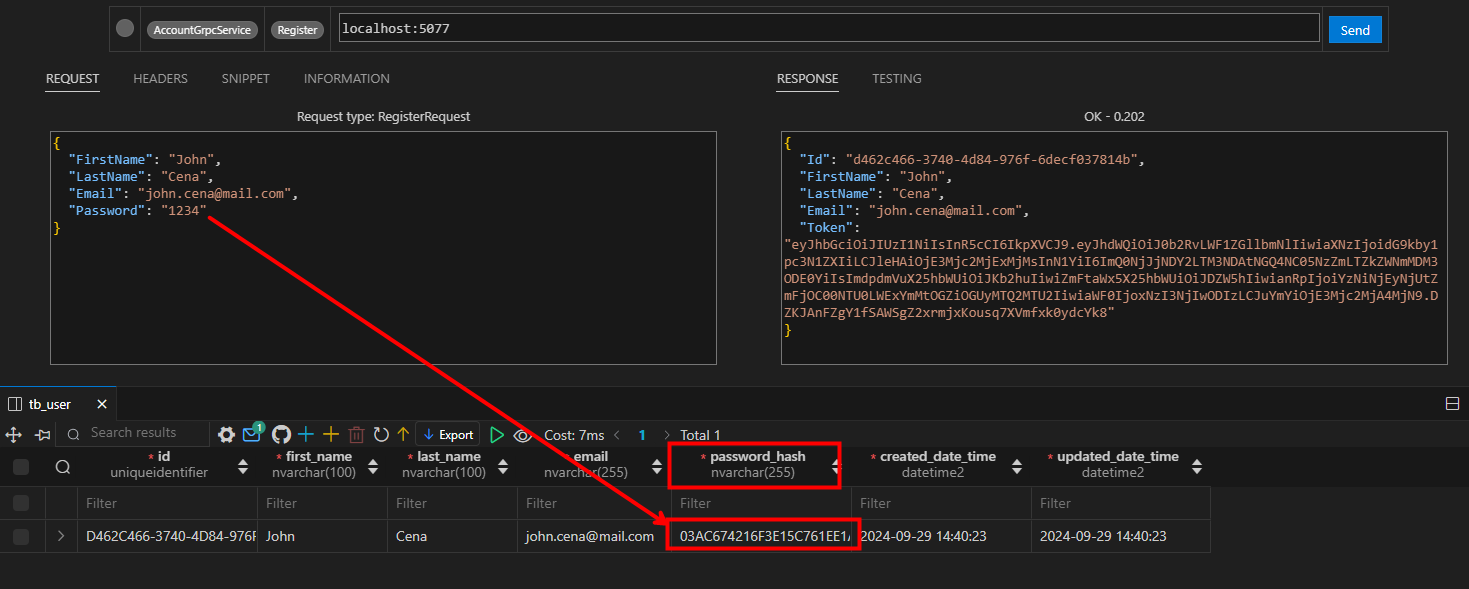 AccountGrpcService Register localhost:5077 Send
REQUEST HEADERS SNIPPET INFORMATION RESPONSE TESTING
Request type: RegisterRequest OK - 0.202
{
"FirstName": "John",
"LastName": "Cena",
"Email": "john.cena@mail.com",
"Password": "1234"
}
{
"Id": "d462c466-3740-4d84-976f-6decf037814b",
"FirstName": "John",
"LastName": "Cena",
"Email": "john.cena@mail.com",
"Token":
"eyJhbGciOiJIUzI1NiIsInR5cCI6IkpXVCJ9.eyJhdWQiOiJ0b2RvLWF1ZGllbmNlIiwiaXNzIjoidG9kby1
pc3N1ZXIiLCJleHAiOjE3Mjc2MjExMjMsInN1YiI6ImQ0NjJjNDY2LTM3NDAtNGQ4NC05NzZmLTZkZWNmMDM3
ODE0YiIsImdpdmVuX25hbWUiOiJKb2huIiwiZmFtaWx5X25hbWUiOiJDZW5hIiwianRpIjoiYzNiNjEyNjUtZ
mFjOC00NTU0LWExYmMtOGZiOGUyMTQ2MTU2IiwiaWF0IjoxNzI3NjIwODIzLCJuYmYiOjE3Mjc2MjA4MjN9.D
ZKJAnFZgY1fSAWSgZ2xrmjxKousq7XVmfxk0ydcYk8"
}
tb_user
Search results 1 Export Cost: 7ms 1 Total 1
* id * first_name * last_name * email * password_hash * created_date_time * updated_date_time
uniqueidentifier nvarchar(100) nvarchar(100) nvarchar(255) nvarchar(255) datetime2 datetime2
Filter Filter Filter Filter Filter Filter Filter
D462C466-3740-4D84-976F John Cena john.cena@mail.com 03AC674216F3E15C761EE1A 2024-09-29 14:40:23 2024-09-29 14:40:23